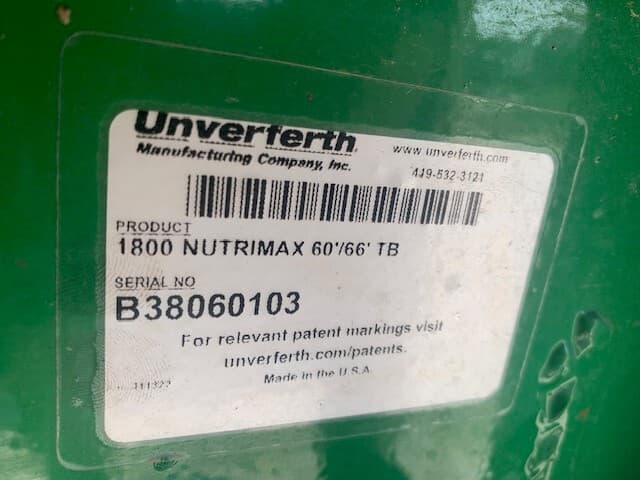 Unverferth
Manufacturing Company, Inc.
www.unverferth.com
419-532-3121
PRODUCT
1800 NUTRIMAX 60'/66' TB
SERIAL NO
B38060103
For relevant patent markings visit
unverferth.com/patents.
Made in the U.S.A.